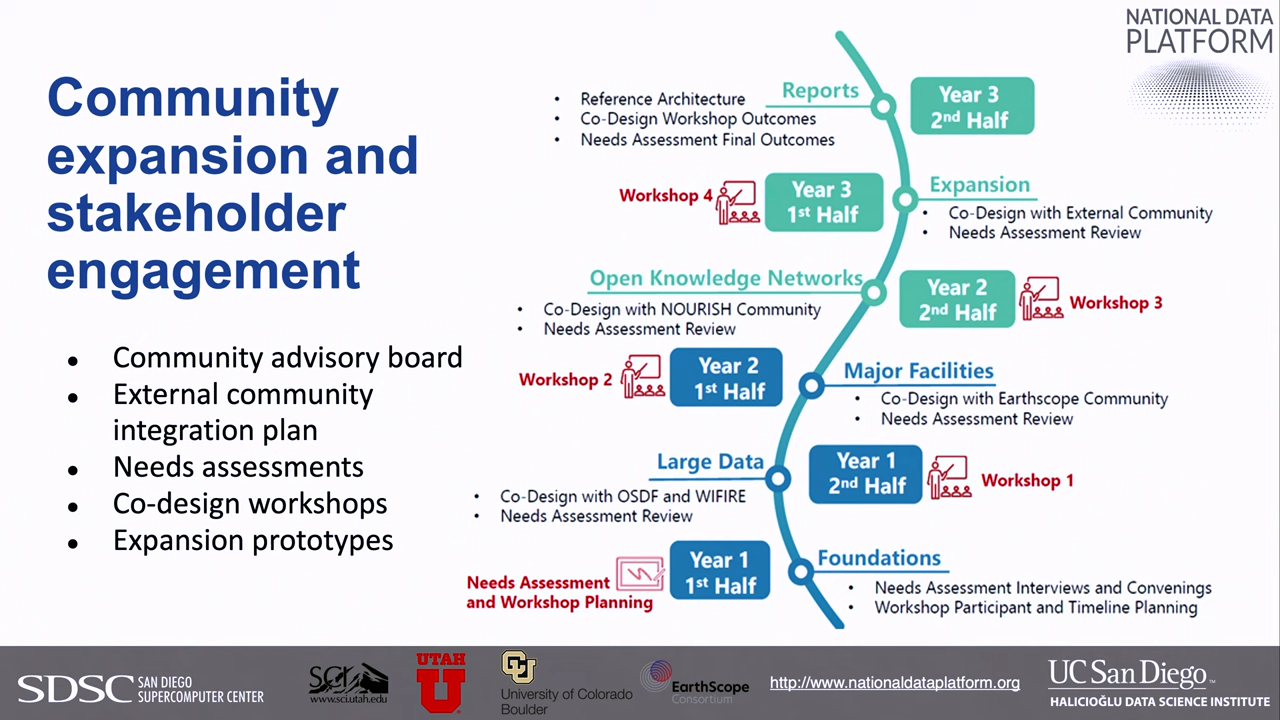 NATIONAL DATA
PLATFORM
Community
expansion and
stakeholder
engagement
• Community advisory board
• External community
integration plan
• Needs assessments
• Co-design workshops
• Expansion prototypes
Reports
• Reference Architecture
• Co-Design Workshop Outcomes
• Needs Assessment Final Outcomes
Year 3
2nd Half
Workshop 4
Year 3
1st Half
Expansion
• Co-Design with External Community
• Needs Assessment Review
Open Knowledge Networks
• Co-Design with NOURISH Community
• Needs Assessment Review
Year 2
2nd Half
Workshop 3
Workshop 2
Year 2
1st Half
Major Facilities
• Co-Design with Earthscope Community
• Needs Assessment Review
Large Data
• Co-Design with OSDF and WIFIRE
• Needs Assessment Review
Year 1
2nd Half
Workshop 1
Needs Assessment
and Workshop Planning
Year 1
1st Half
Foundations
• Needs Assessment Interviews and Convenings
• Workshop Participant and Timeline Planning
SDSC
SAN DIEGO
SUPERCOMPUTER CENTER
SCI
www.sci.utah.edu
UTAH
U
CU
University of Colorado
Boulder
EarthScope
Consortium
http://www.nationaldataplatform.org
UC San Diego
HALICIOĞLU DATA SCIENCE INSTITUTE